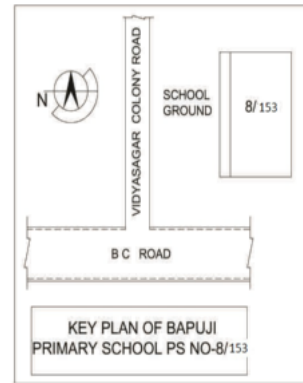 N
VIDYASAGAR COLONY ROAD
SCHOOL
GROUND
8/153
B C ROAD
KEY PLAN OF BAPUJI
PRIMARY SCHOOL PS NO-8/153